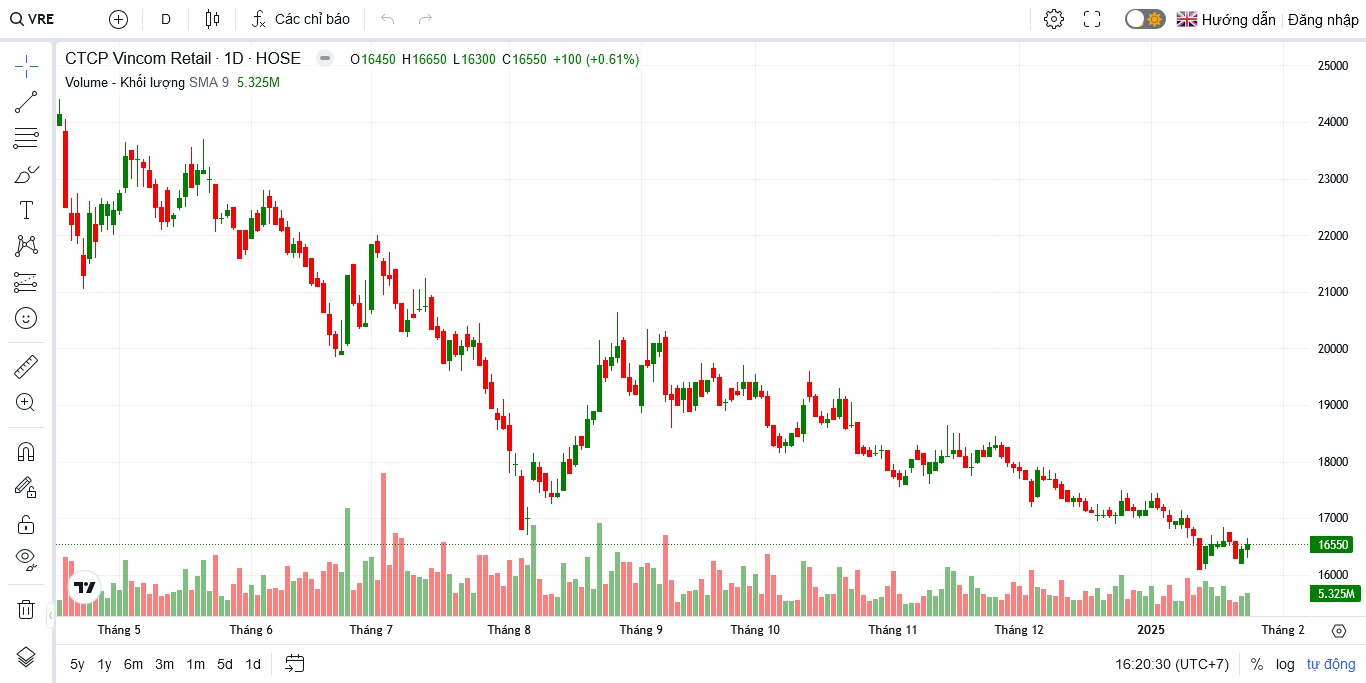 VRE D Các chỉ báo Hướng dẫn Đăng nhập
CTCP Vincom Retail · 1D · HOSE O16450 H16650 L16300 C16550 +100 (+0.61%)
Volume - Khối lượng SMA 9 5.325M
25000
24000
23000
22000
21000
20000
19000
18000
17000
16550
16000
5.325M
Tháng 5 Tháng 6 Tháng 7 Tháng 8 Tháng 9 Tháng 10 Tháng 11 Tháng 12 2025 Tháng 2
5y 1y 6m 3m 1m 5d 1d 16:20:30 (UTC+7) % log tự động